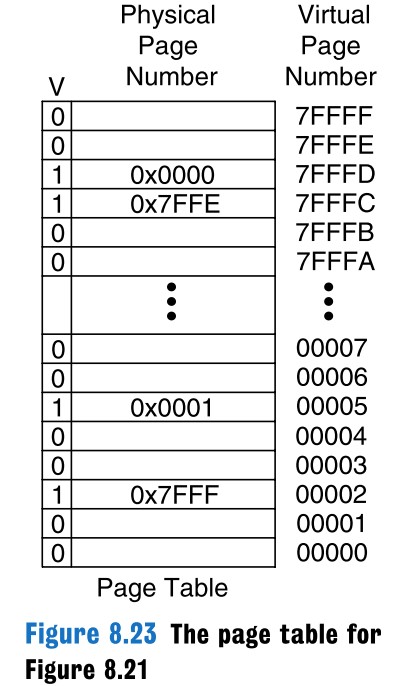 Physical Page Number
Virtual Page Number
V
0 7FFFF
0 7FFFE
1 0x0000 7FFFD
1 0x7FFE 7FFFC
0 7FFFB
0 7FFFA
0 00007
0 00006
1 0x0001 00005
0 00004
0 00003
1 0x7FFF 00002
0 00001
0 00000
Page Table
Figure 8.23 The page table for
Figure 8.21